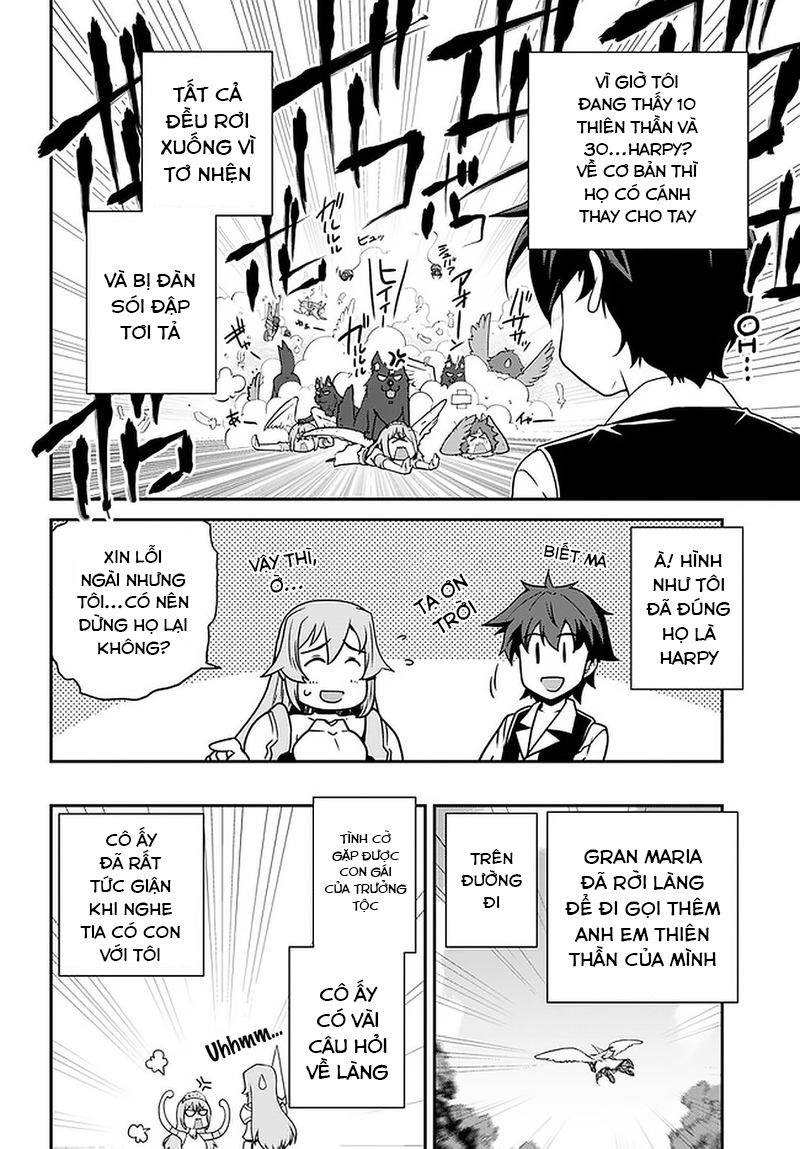 VÌ GIỜ TÔI
ĐANG THẤY 10
THIÊN THẦN VÀ
30...HARPY?
VỀ CƠ BẢN THÌ
HỌ CÓ CÁNH
THAY CHO TAY
TẤT CẢ
ĐỀU RƠI
XUỐNG VÌ
TƠ NHỆN
VÀ BỊ ĐÀN
SÓI ĐẬP
TƠI TẢ
OH...
À! HÌNH
NHƯ TÔI
ĐÃ ĐÚNG
HỌ LÀ
HARPY
BIẾT MÀ
TẠ ƠN
TRỜI
VẬY THÌ,
Ờ...
XIN LỖI
NGÀI NHƯNG
TÔI...CÓ NÊN
DỪNG HỌ LẠI
KHÔNG?
GRAN MARIA
ĐÃ RỜI LÀNG
ĐỂ ĐI GỌI THÊM
ANH EM THIÊN
THẦN CỦA MÌNH
TRÊN
ĐƯỜNG
ĐI
TÌNH CỜ
GẶP ĐƯỢC
CON GÁI
CỦA TRƯỞNG
TỘC
CÔ ẤY
CÓ VÀI
CÂU HỎI
VỀ LÀNG
CÔ ẤY
ĐÃ RẤT
TỨC GIẬN
KHI NGHE
TIA CÓ CON
VỚI TÔI
Uhhmm...